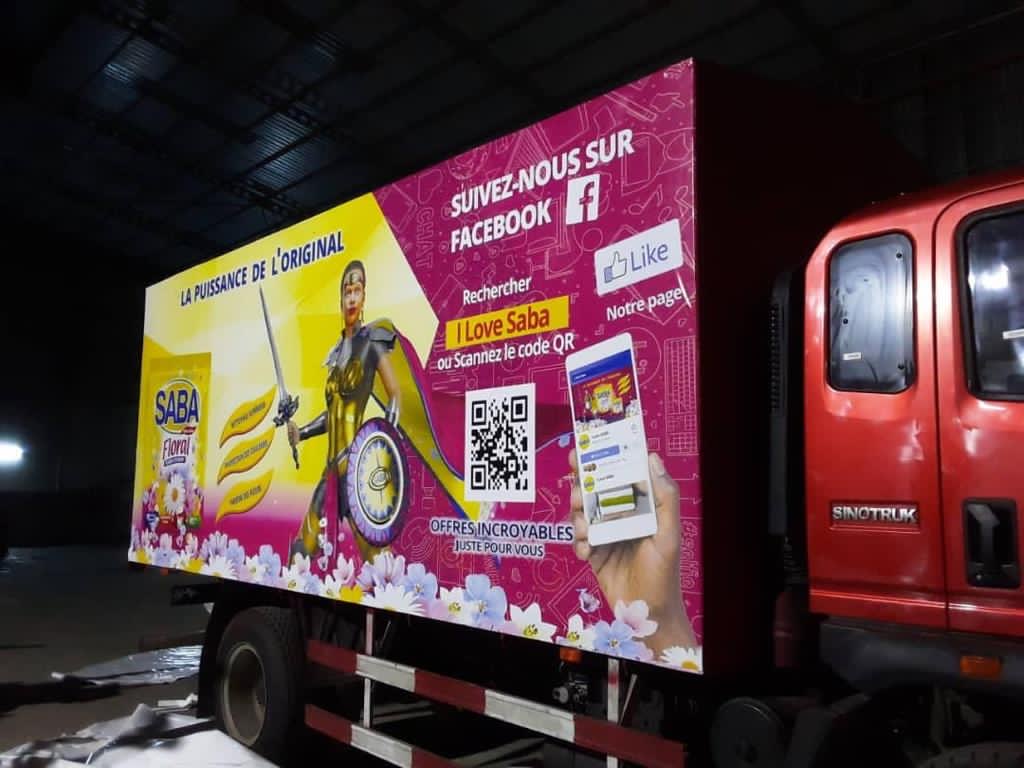 LA PUISSANCE DE L'ORIGINAL
SABA
Floral
SUIVEZ-NOUS SUR
FACEBOOK f
Like
Notre page
Rechercher
I Love Saba
ou Scannez le code QR
OFFRES INCROYABLES
JUSTE POUR VOUS
SINOTRUK